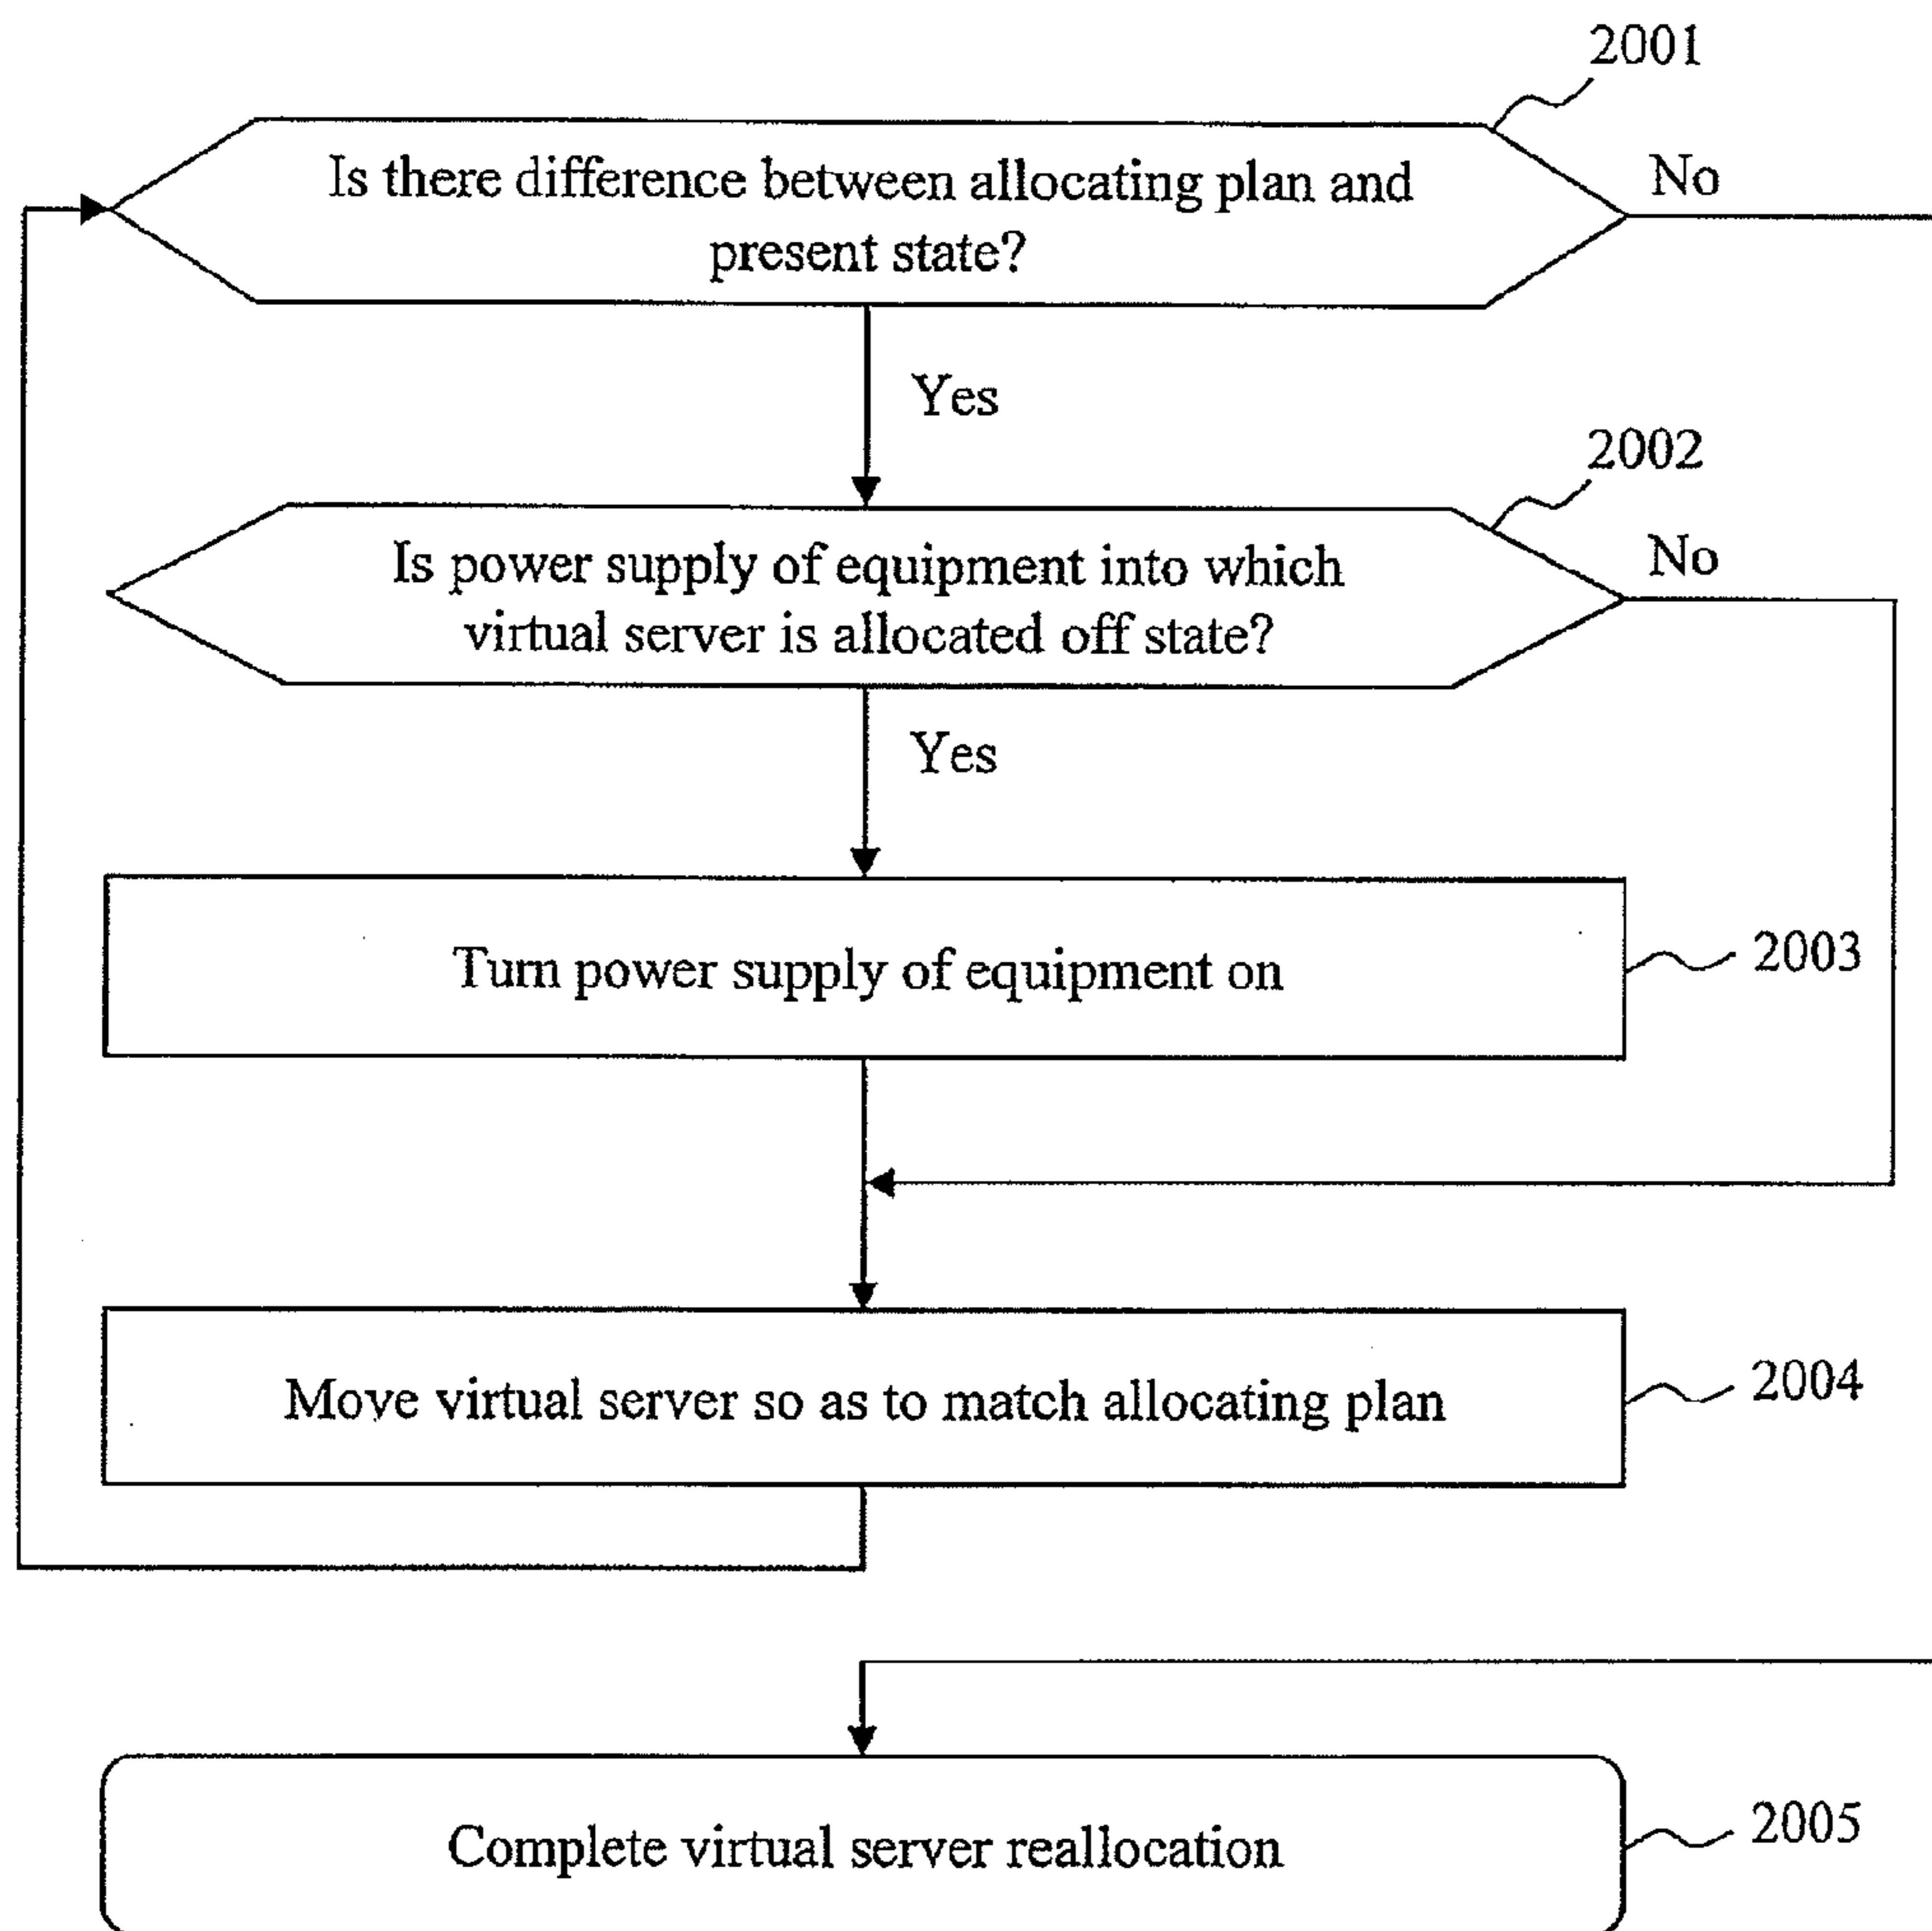 2001
Is there difference between allocating plan and
present state?
No
Yes
2002
Is power supply of equipment into which
virtual server is allocated off state?
No
Yes
Turn power supply of equipment on
2003
Move virtual server so as to match allocating plan
2004
Complete virtual server reallocation
2005